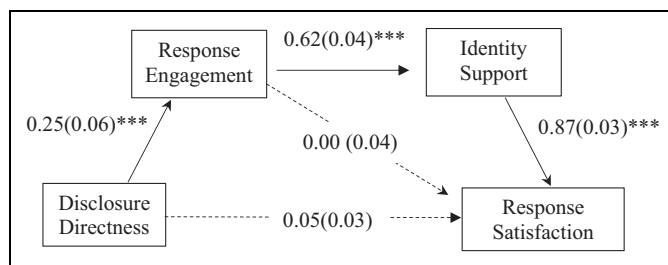 0.62(0.04)***
Response
Engagement
Identity
Support
0.25(0.06)***
0.00 (0.04)
0.87(0.03)***
Disclosure
Directness
0.05(0.03)
Response
Satisfaction